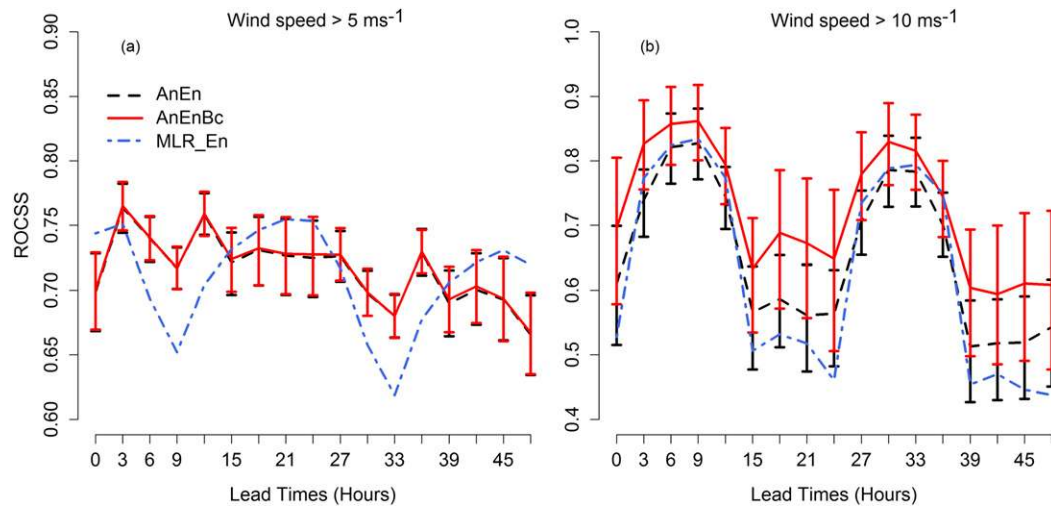 Wind speed > 5 ms⁻¹
(a)
ROCSS
0.90
0.85
0.80
0.75
0.70
0.65
0.60
AnEn
AnEnBc
MLR_En
0 3 6 9 15 21 27 33 39 45
Lead Times (Hours)
Wind speed > 10 ms⁻¹
(b)
1.0
0.9
0.8
0.7
0.6
0.5
0.4
0 3 6 9 15 21 27 33 39 45
Lead Times (Hours)